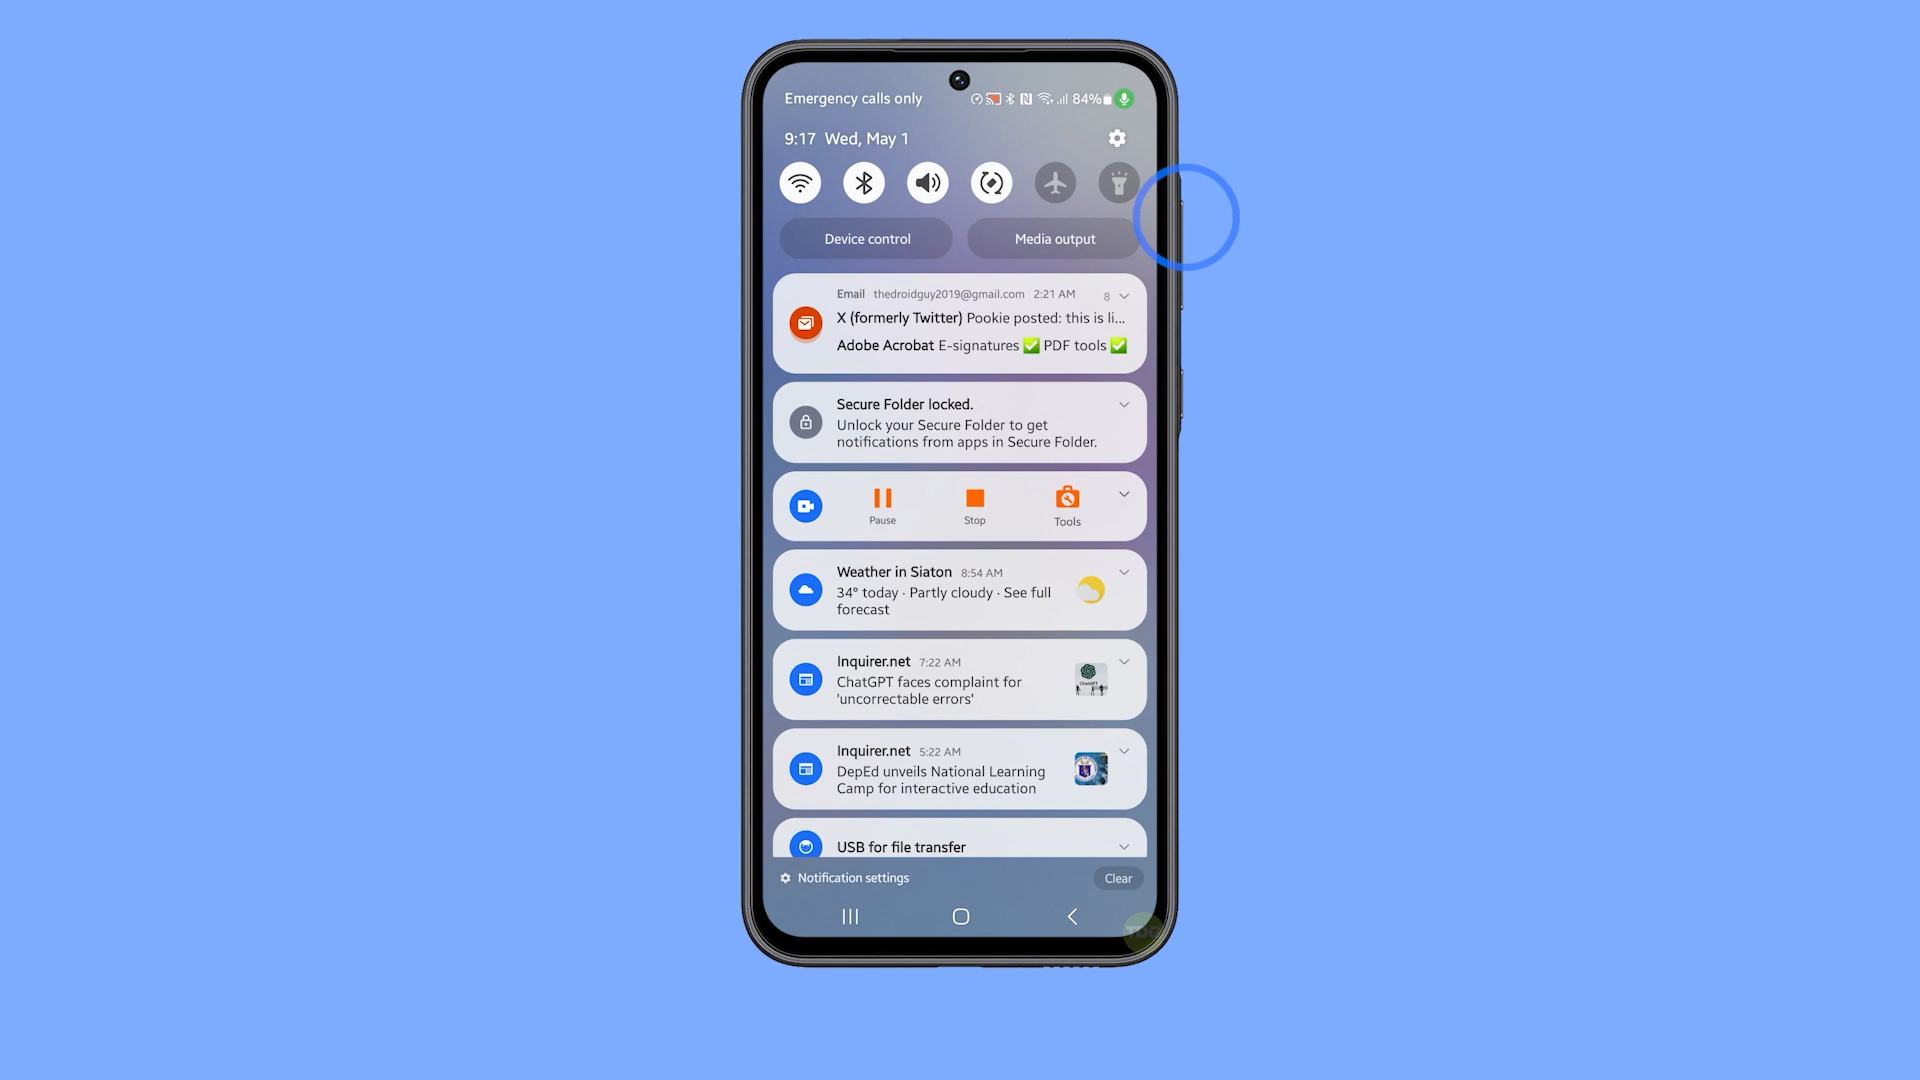 Emergency calls only 84%
9:17 Wed, May 1
Device control Media output
Email thedroidguy2019@gmail.com 2:21 AM 8
X (formerly Twitter) Pookie posted: this is li...
Adobe Acrobat E-signatures ✅ PDF tools ✅
Secure Folder locked.
Unlock your Secure Folder to get
notifications from apps in Secure Folder.
Pause Stop Tools
Weather in Siaton 8:54 AM
34° today · Partly cloudy · See full
forecast
Inquirer.net 7:22 AM
ChatGPT faces complaint for
'uncorrectable errors'
ChatGPT
Inquirer.net 5:22 AM
DepEd unveils National Learning
Camp for interactive education
USB for file transfer
Notification settings Clear
TDG